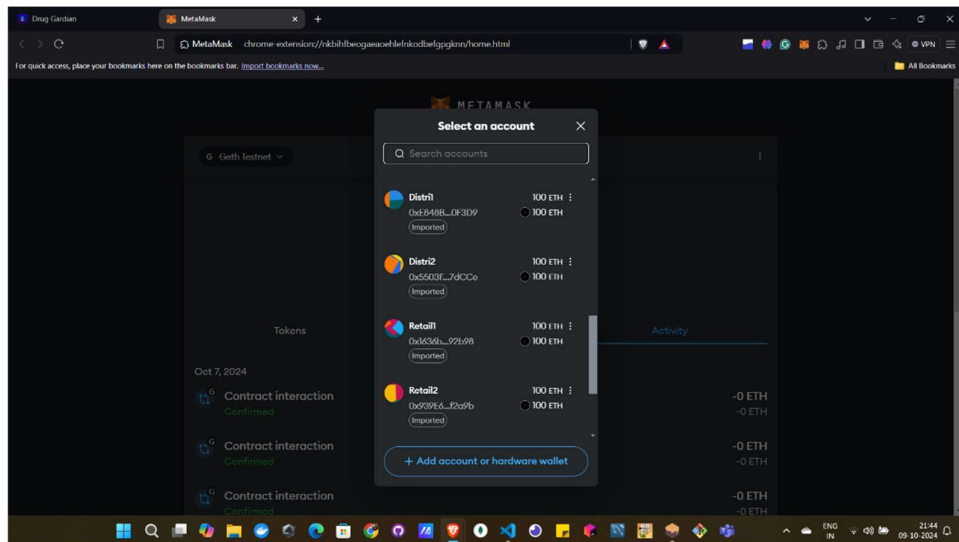 Drug Gardian
MetaMask
MetaMask chrome-extension://nkbihfbeogaeaoehlefnkodbefgpgknn/home.html
VPN
For quick access, place your bookmarks here on the bookmarks bar. Import bookmarks now...
All Bookmarks
METAMASK
Select an account
G Geth Testnet
Search accounts
Distri1 100 ETH
0xE848B...0F3D9 100 ETH
Imported
Distri2 100 ETH
0x5503F...7dCCe 100 ETH
Imported
Tokens
Activity
Retail1 100 ETH
0x1636b...92b98 100 ETH
Imported
Oct 7, 2024
Retail2 100 ETH
0x939E6...f2a9b 100 ETH
Imported
G Contract interaction -0 ETH
Confirmed -0 ETH
G Contract interaction -0 ETH
Confirmed -0 ETH
+ Add account or hardware wallet
G Contract interaction -0 ETH
Confirmed -0 ETH
ENG
IN
21:44
09-10-2024